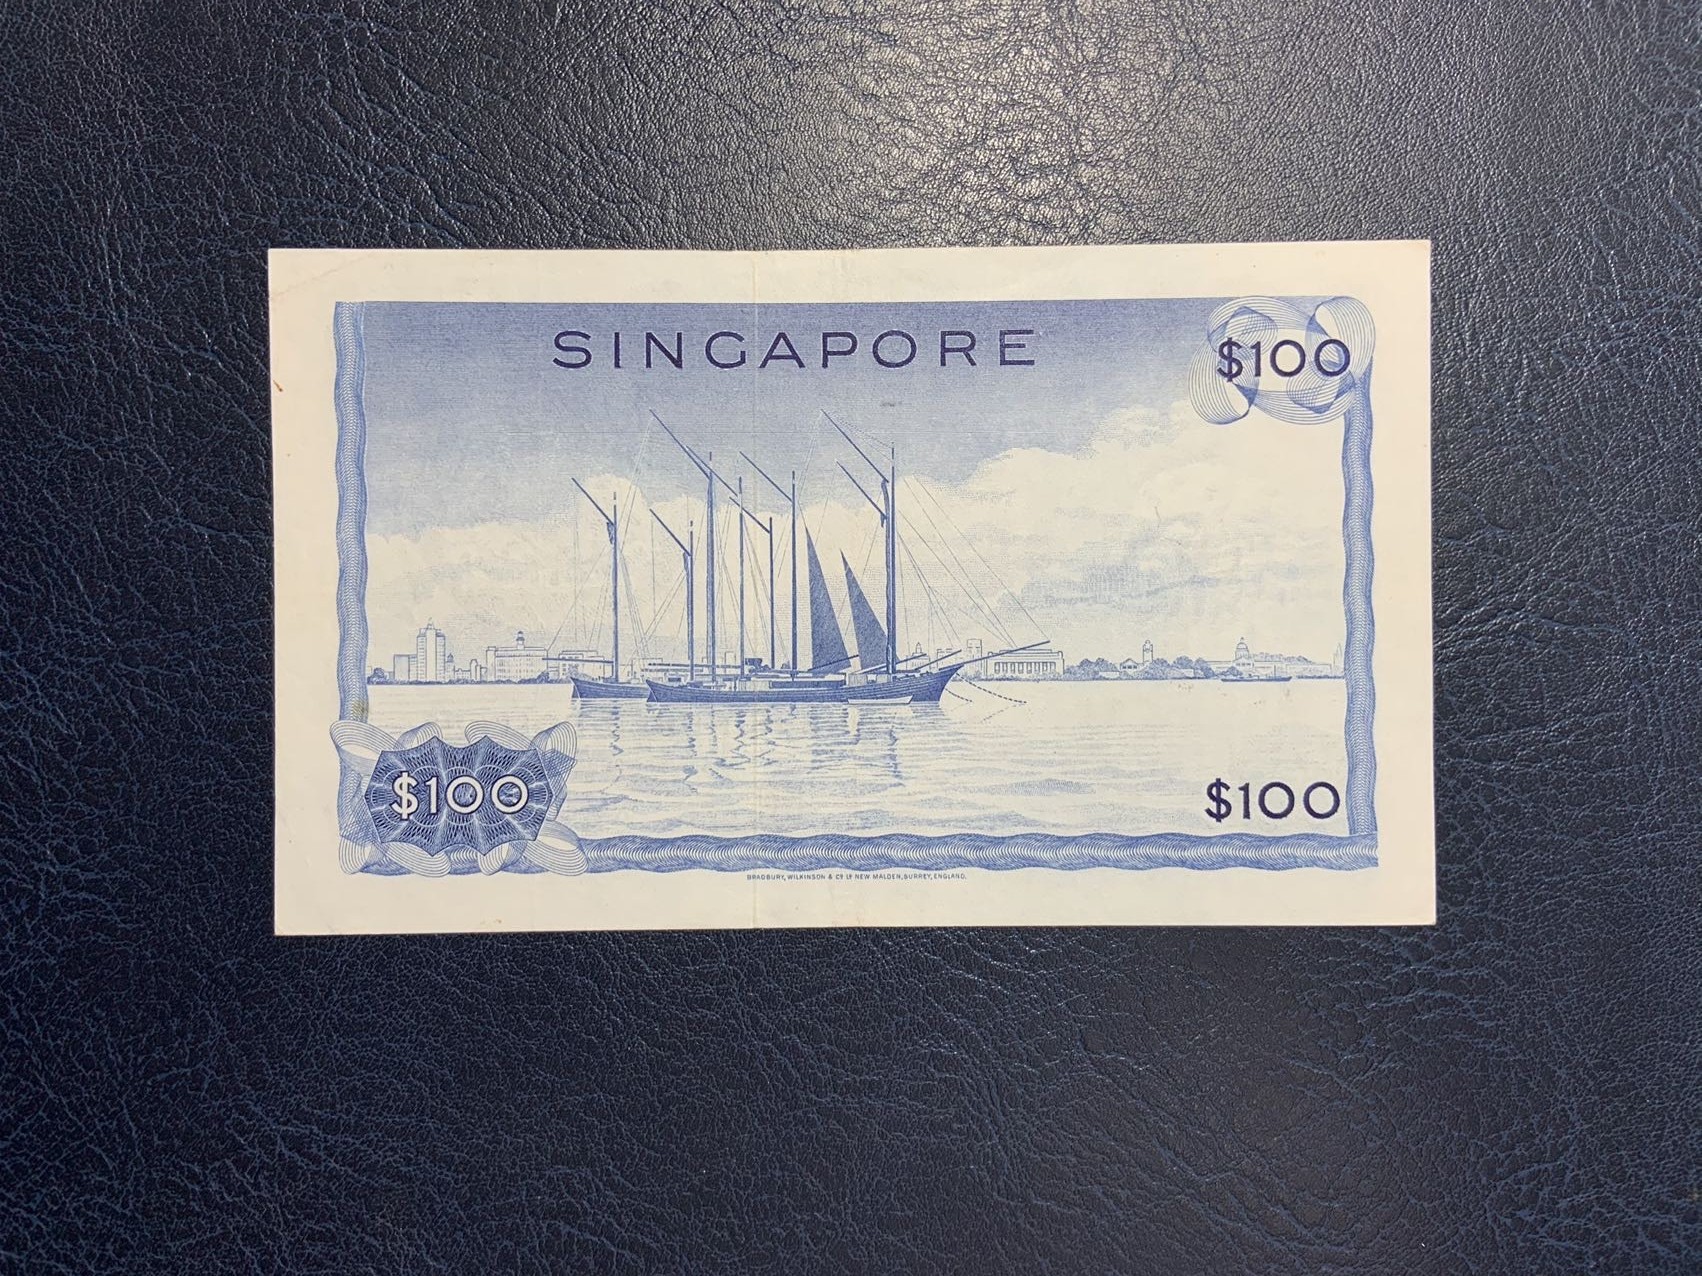 SINGAPORE
$100
$100
$100
BRADBURY, WILKINSON & Cº Lᴰ NEW MALDEN, SURREY, ENGLAND.